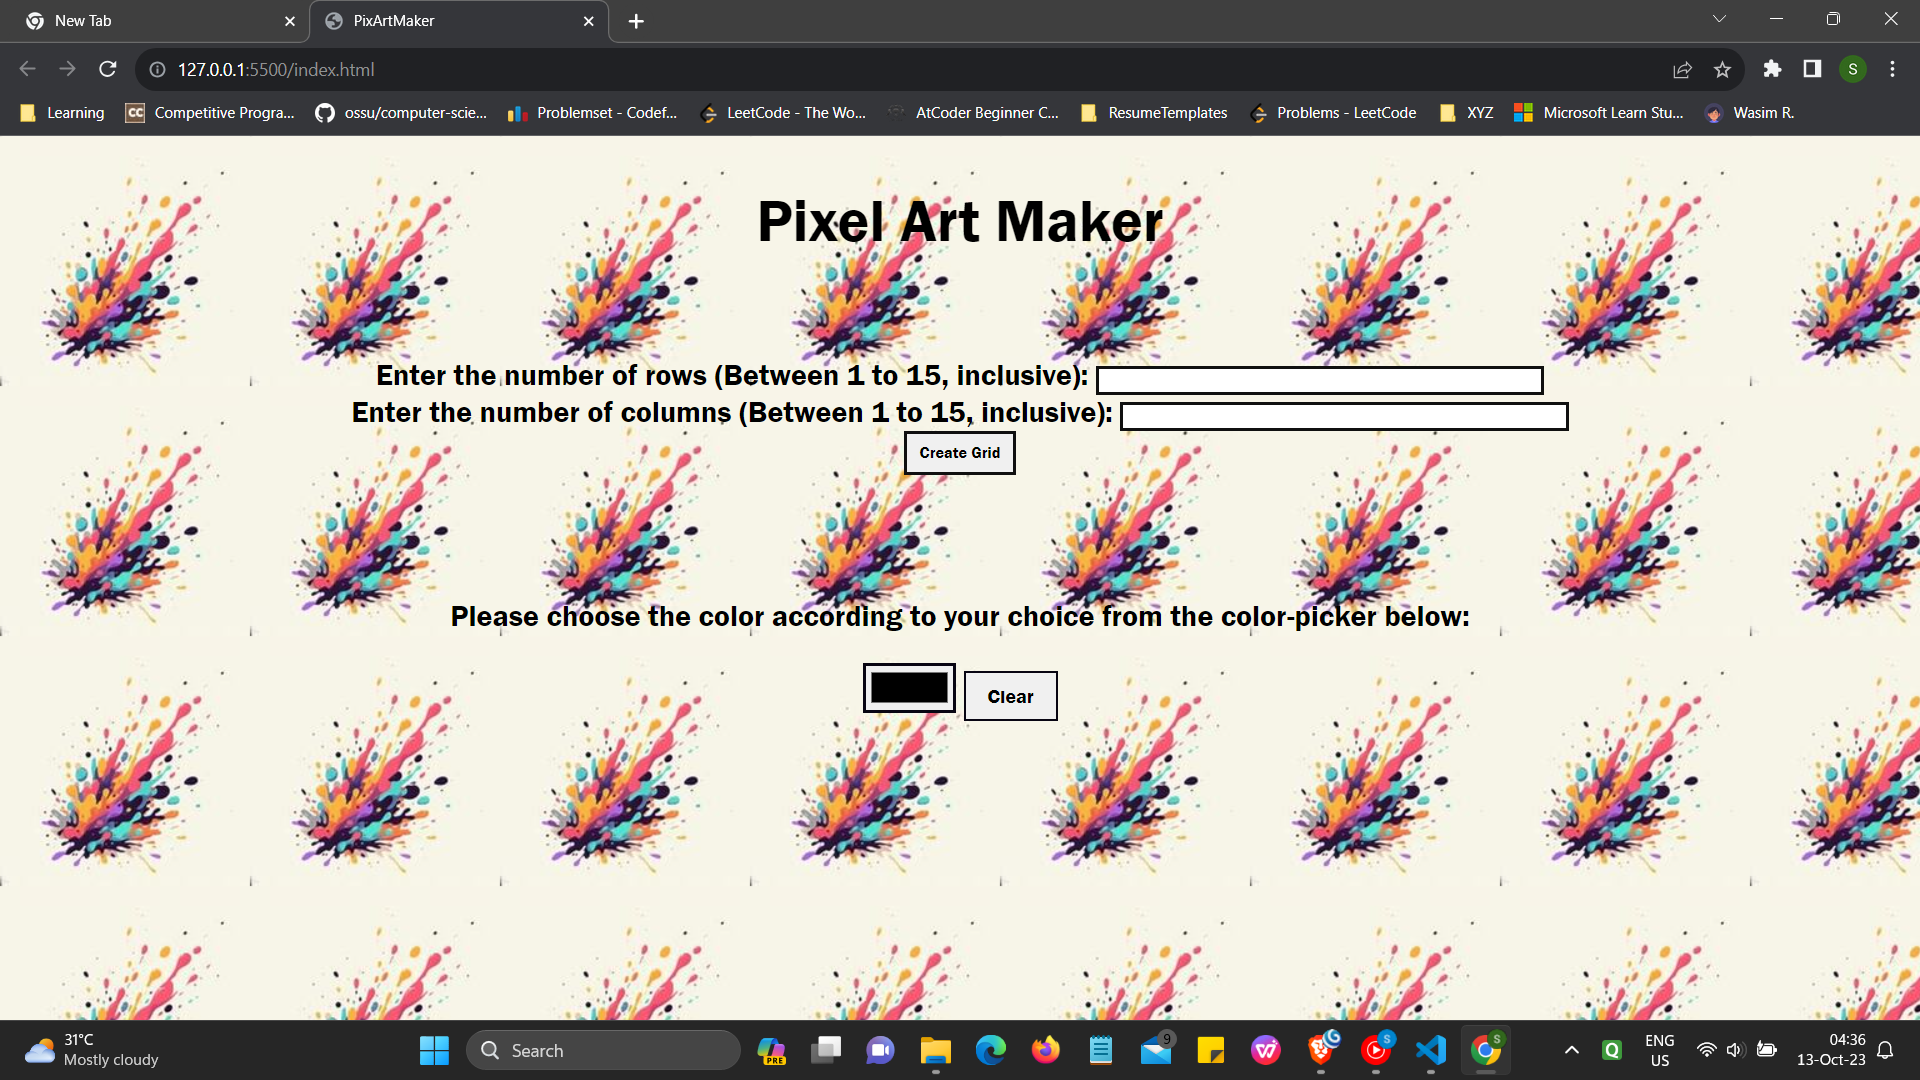 New Tab
PixArtMaker
127.0.0.1:5500/index.html
S
Learning
CC
Competitive Progra...
ossu/computer-scie...
Problemset - Codef...
LeetCode - The Wo...
AtCoder Beginner C...
ResumeTemplates
Problems - LeetCode
XYZ
Microsoft Learn Stu...
Wasim R.
Pixel Art Maker
Enter the number of rows (Between 1 to 15, inclusive):
Enter the number of columns (Between 1 to 15, inclusive):
Create Grid
Please choose the color according to your choice from the color-picker below:
Clear
31°C
Mostly cloudy
Search
PRE
9
S
S
Q
ENG
US
04:36
13-Oct-23